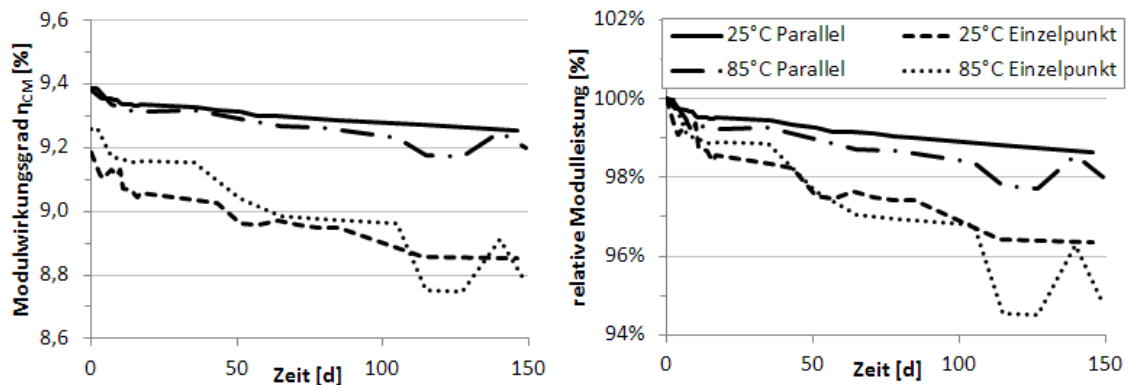 Modulwirkungsgrad ηCM [%]
9,6
9,4
9,2
9,0
8,8
8,6
0
50
100
150
Zeit [d]
relative Modulleistung [%]
102%
100%
98%
96%
94%
25°C Parallel
25°C Einzelpunkt
85°C Parallel
85°C Einzelpunkt
0
50
100
150
Zeit [d]